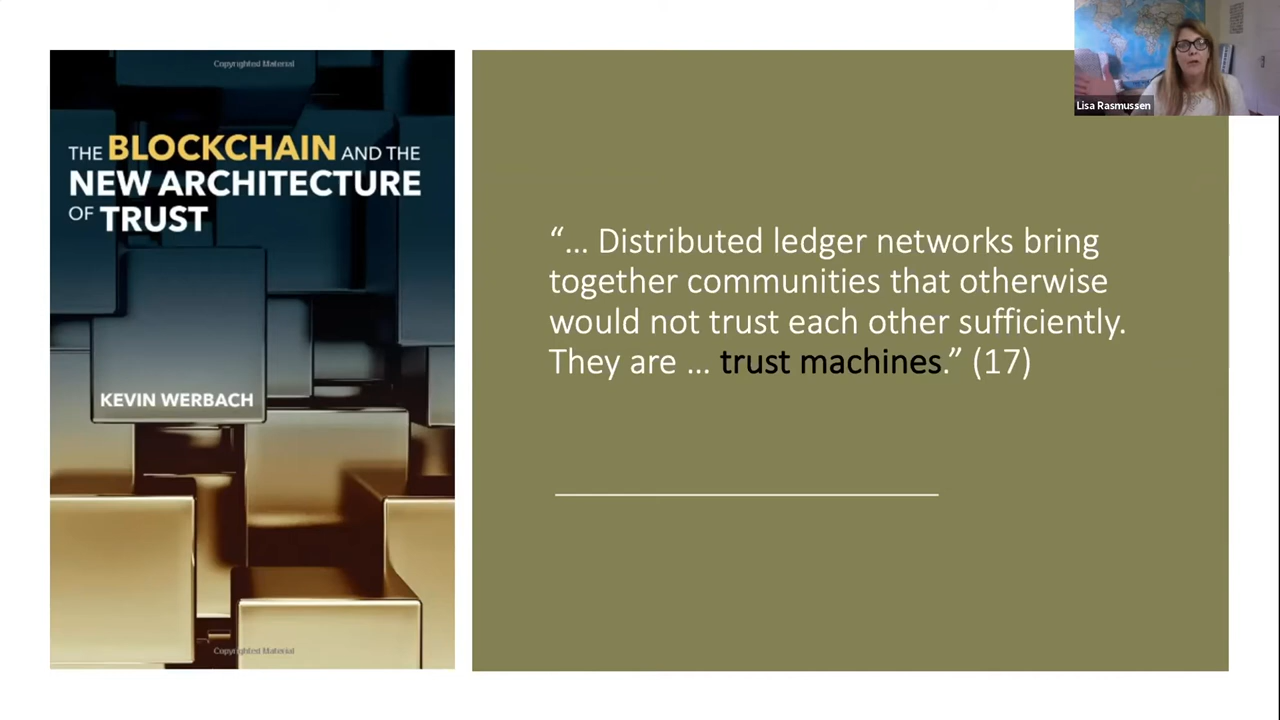 Copyrighted Material
THE BLOCKCHAIN AND THE
NEW ARCHITECTURE
OF TRUST
KEVIN WERBACH
Copyrighted Material
“... Distributed ledger networks bring
together communities that otherwise
would not trust each other sufficiently.
They are ... trust machines.” (17)
Lisa Rasmussen